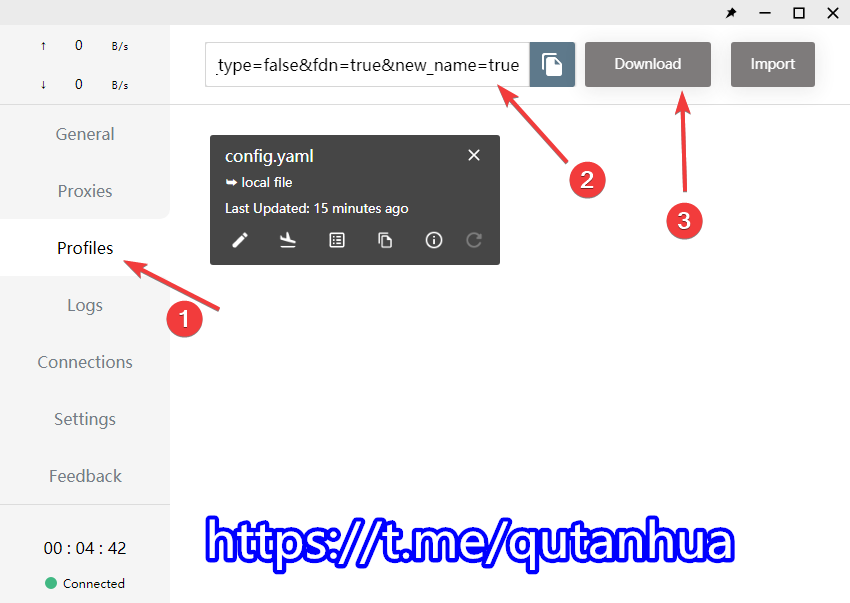 ↑ 0 B/s
↓ 0 B/s
General
Proxies
Profiles
Logs
Connections
Settings
Feedback
00 : 04 : 42
Connected
_type=false&fdn=true&new_name=true
Download
Import
config.yaml
local file
Last Updated: 15 minutes ago
1
2
3
https://t.me/qutanhua